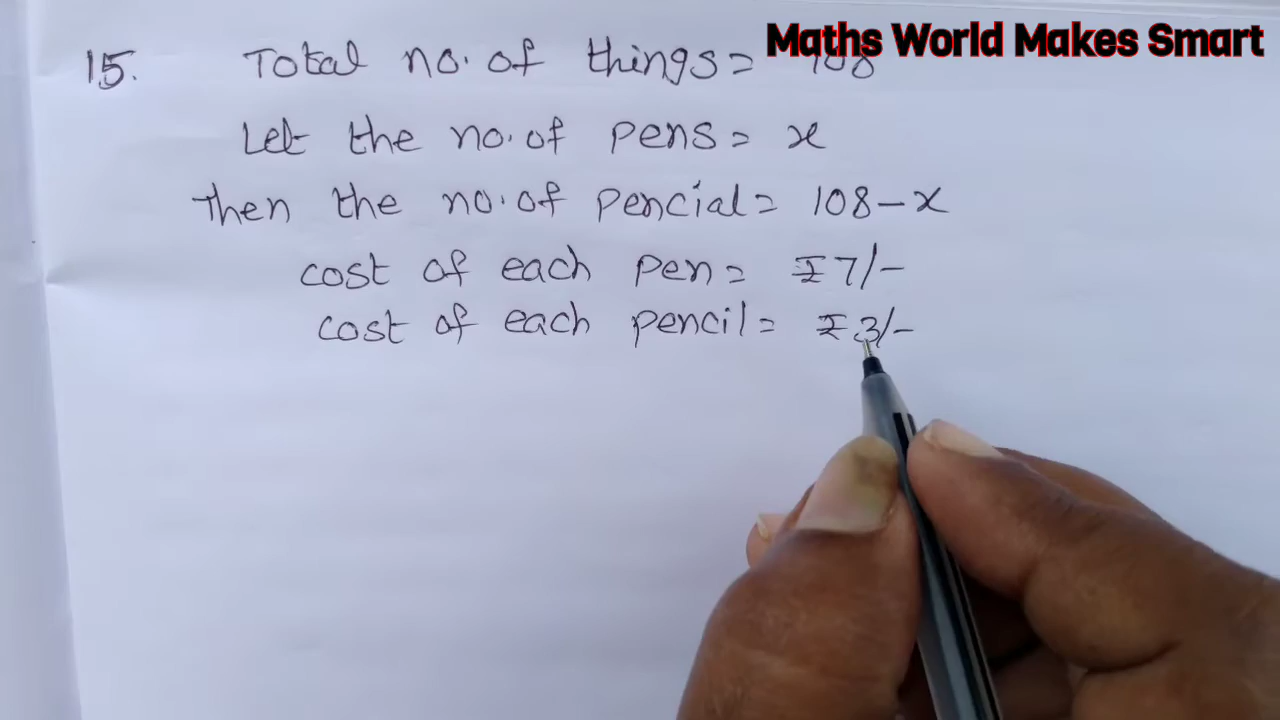 Maths World Makes Smart
15. Total no. of things = 108
Let the no. of pens = x
Then the no. of pencial = 108 - x
cost of each pen = ₹7/-
cost of each pencil = ₹3/-